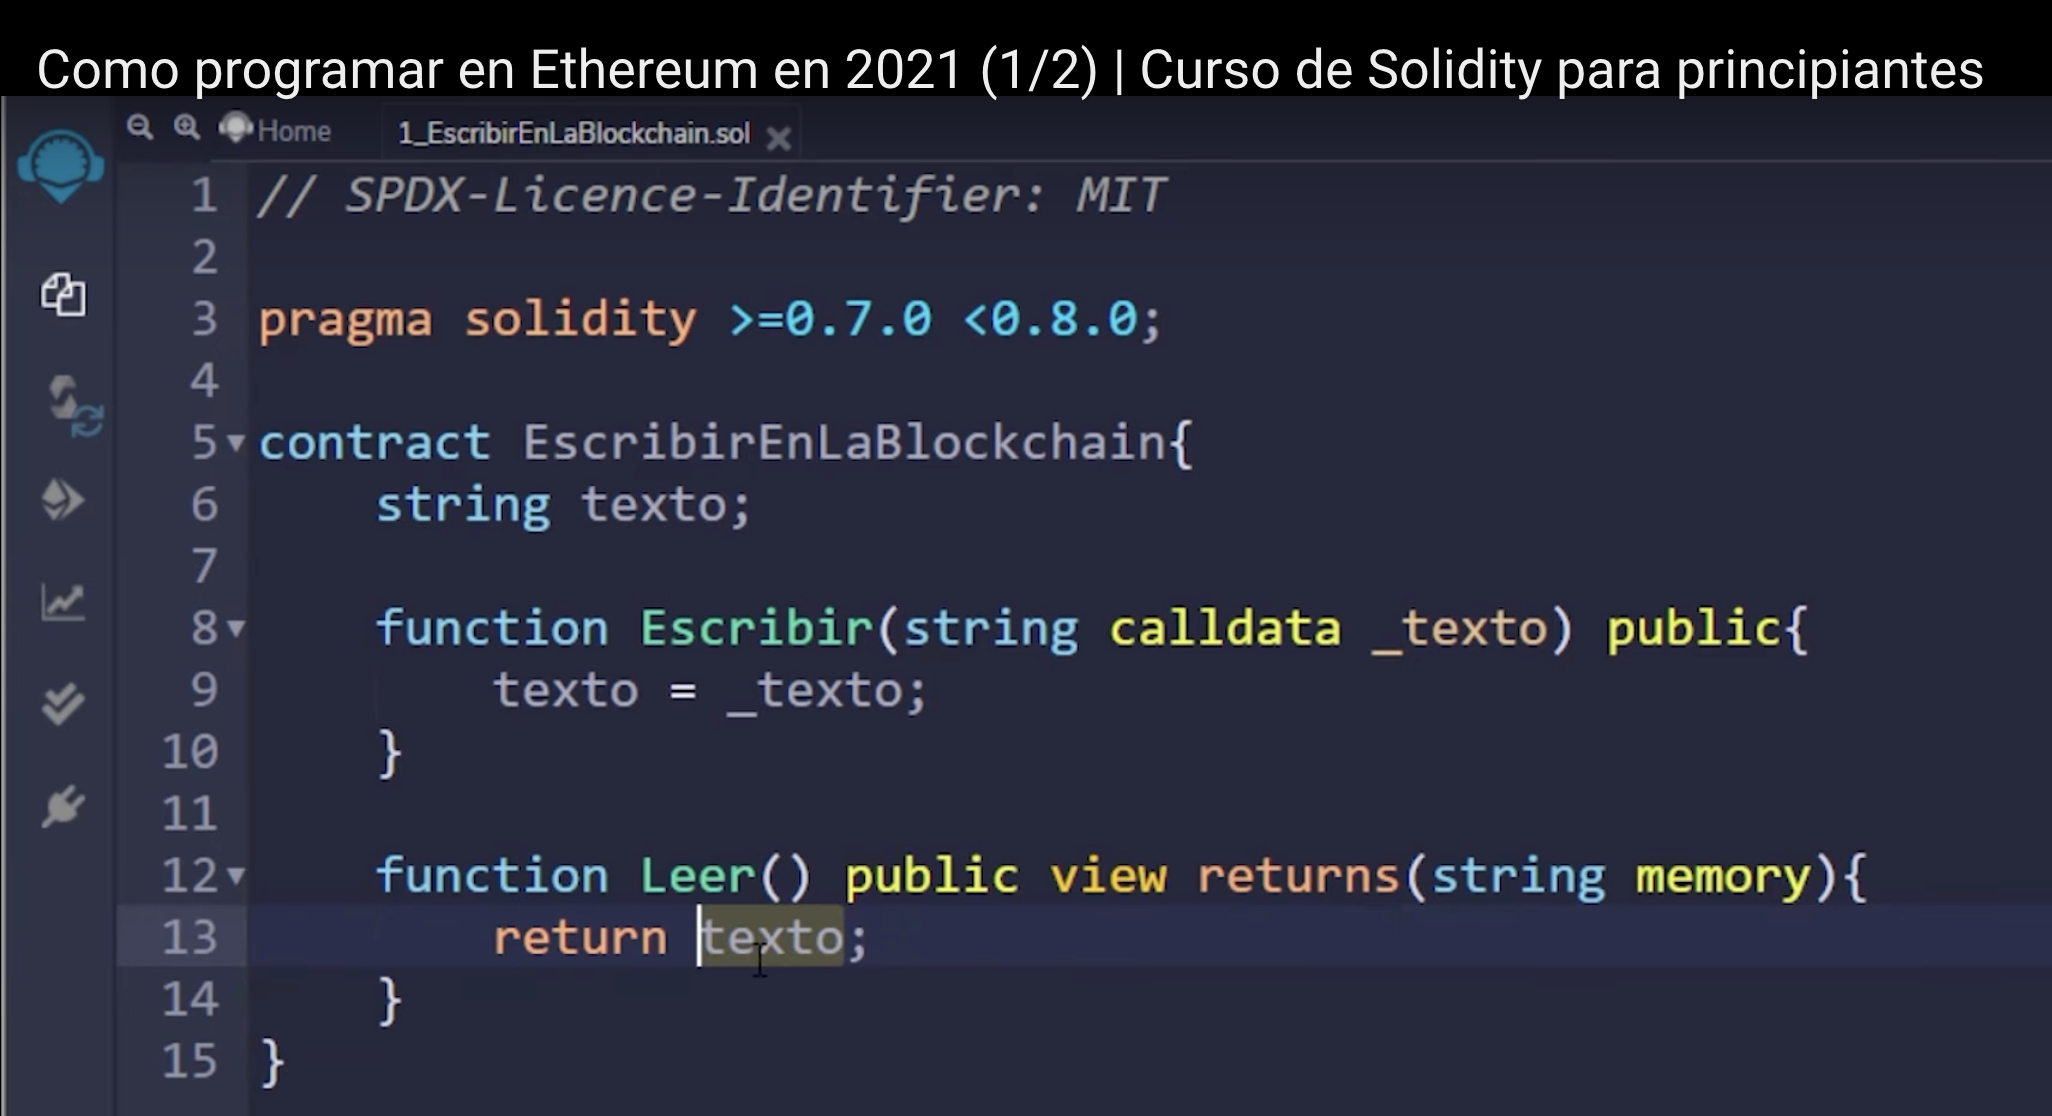 Como programar en Ethereum en 2021 (1/2) | Curso de Solidity para principiantes
Home 1_EscribirEnLaBlockchain.sol
1 // SPDX-Licence-Identifier: MIT
2
3 pragma solidity >=0.7.0 <0.8.0;
4
5 contract EscribirEnLaBlockchain{
6 string texto;
7
8 function Escribir(string calldata _texto) public{
9 texto = _texto;
10 }
11
12 function Leer() public view returns(string memory){
13 return texto;
14 }
15 }